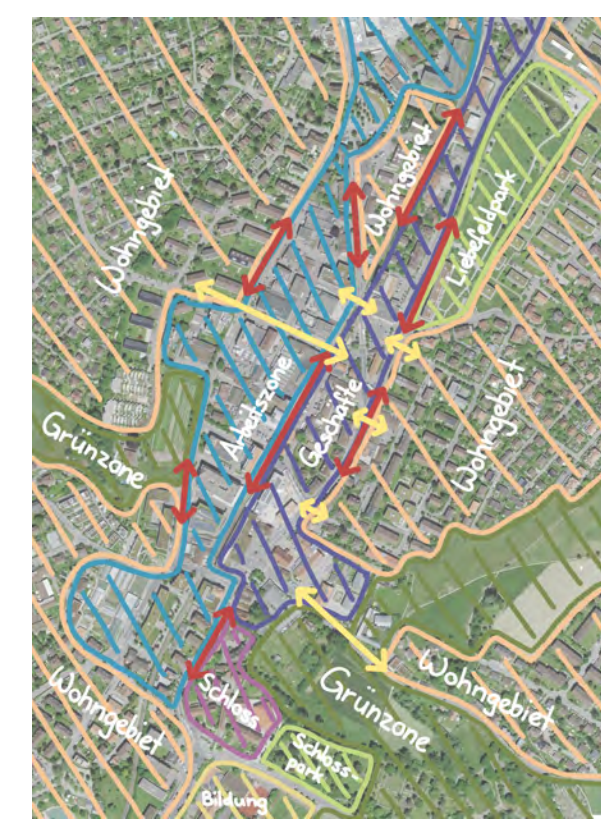 Wohngebiet
Wohngebiet
Liebefeldpark
Arbeitszone
Geschäfte
Wohngebiet
Grünzone
Wohngebiet
Schloss
Grünzone
Wohngebiet
Schloss-
park
Bildung